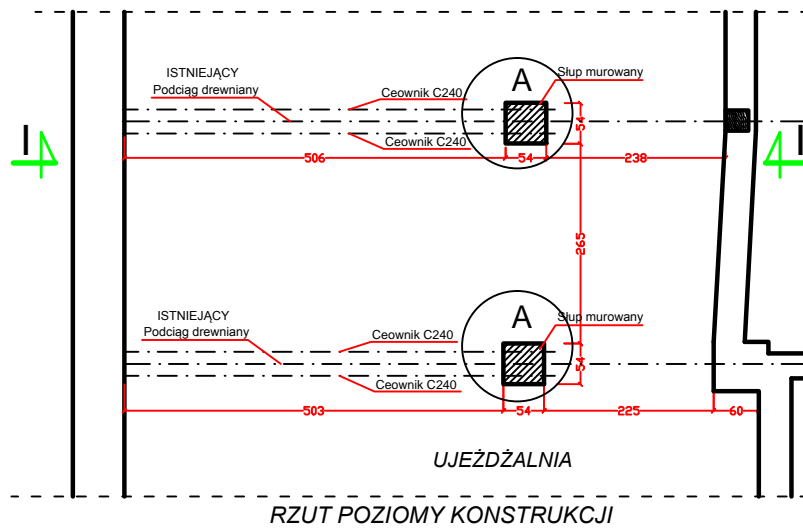 ISTNIEJĄCY
Podciąg drewniany
Ceownik C240
A
Słup murowany
Ceownik C240
54
I
I
506
54
238
265
ISTNIEJĄCY
Podciąg drewniany
Ceownik C240
A
Słup murowany
Ceownik C240
54
503
54
225
60
UJEŻDŻALNIA
RZUT POZIOMY KONSTRUKCJI